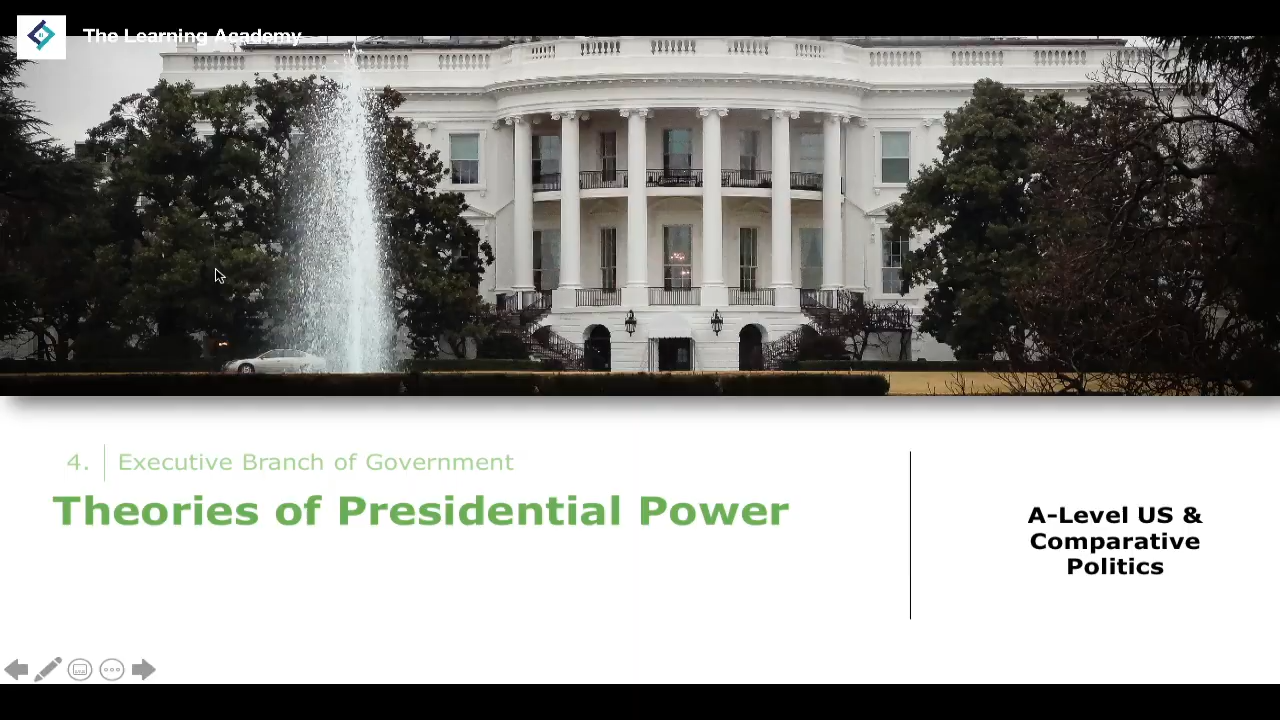 The Learning Academy
4. Executive Branch of Government
Theories of Presidential Power
A-Level US &
Comparative
Politics